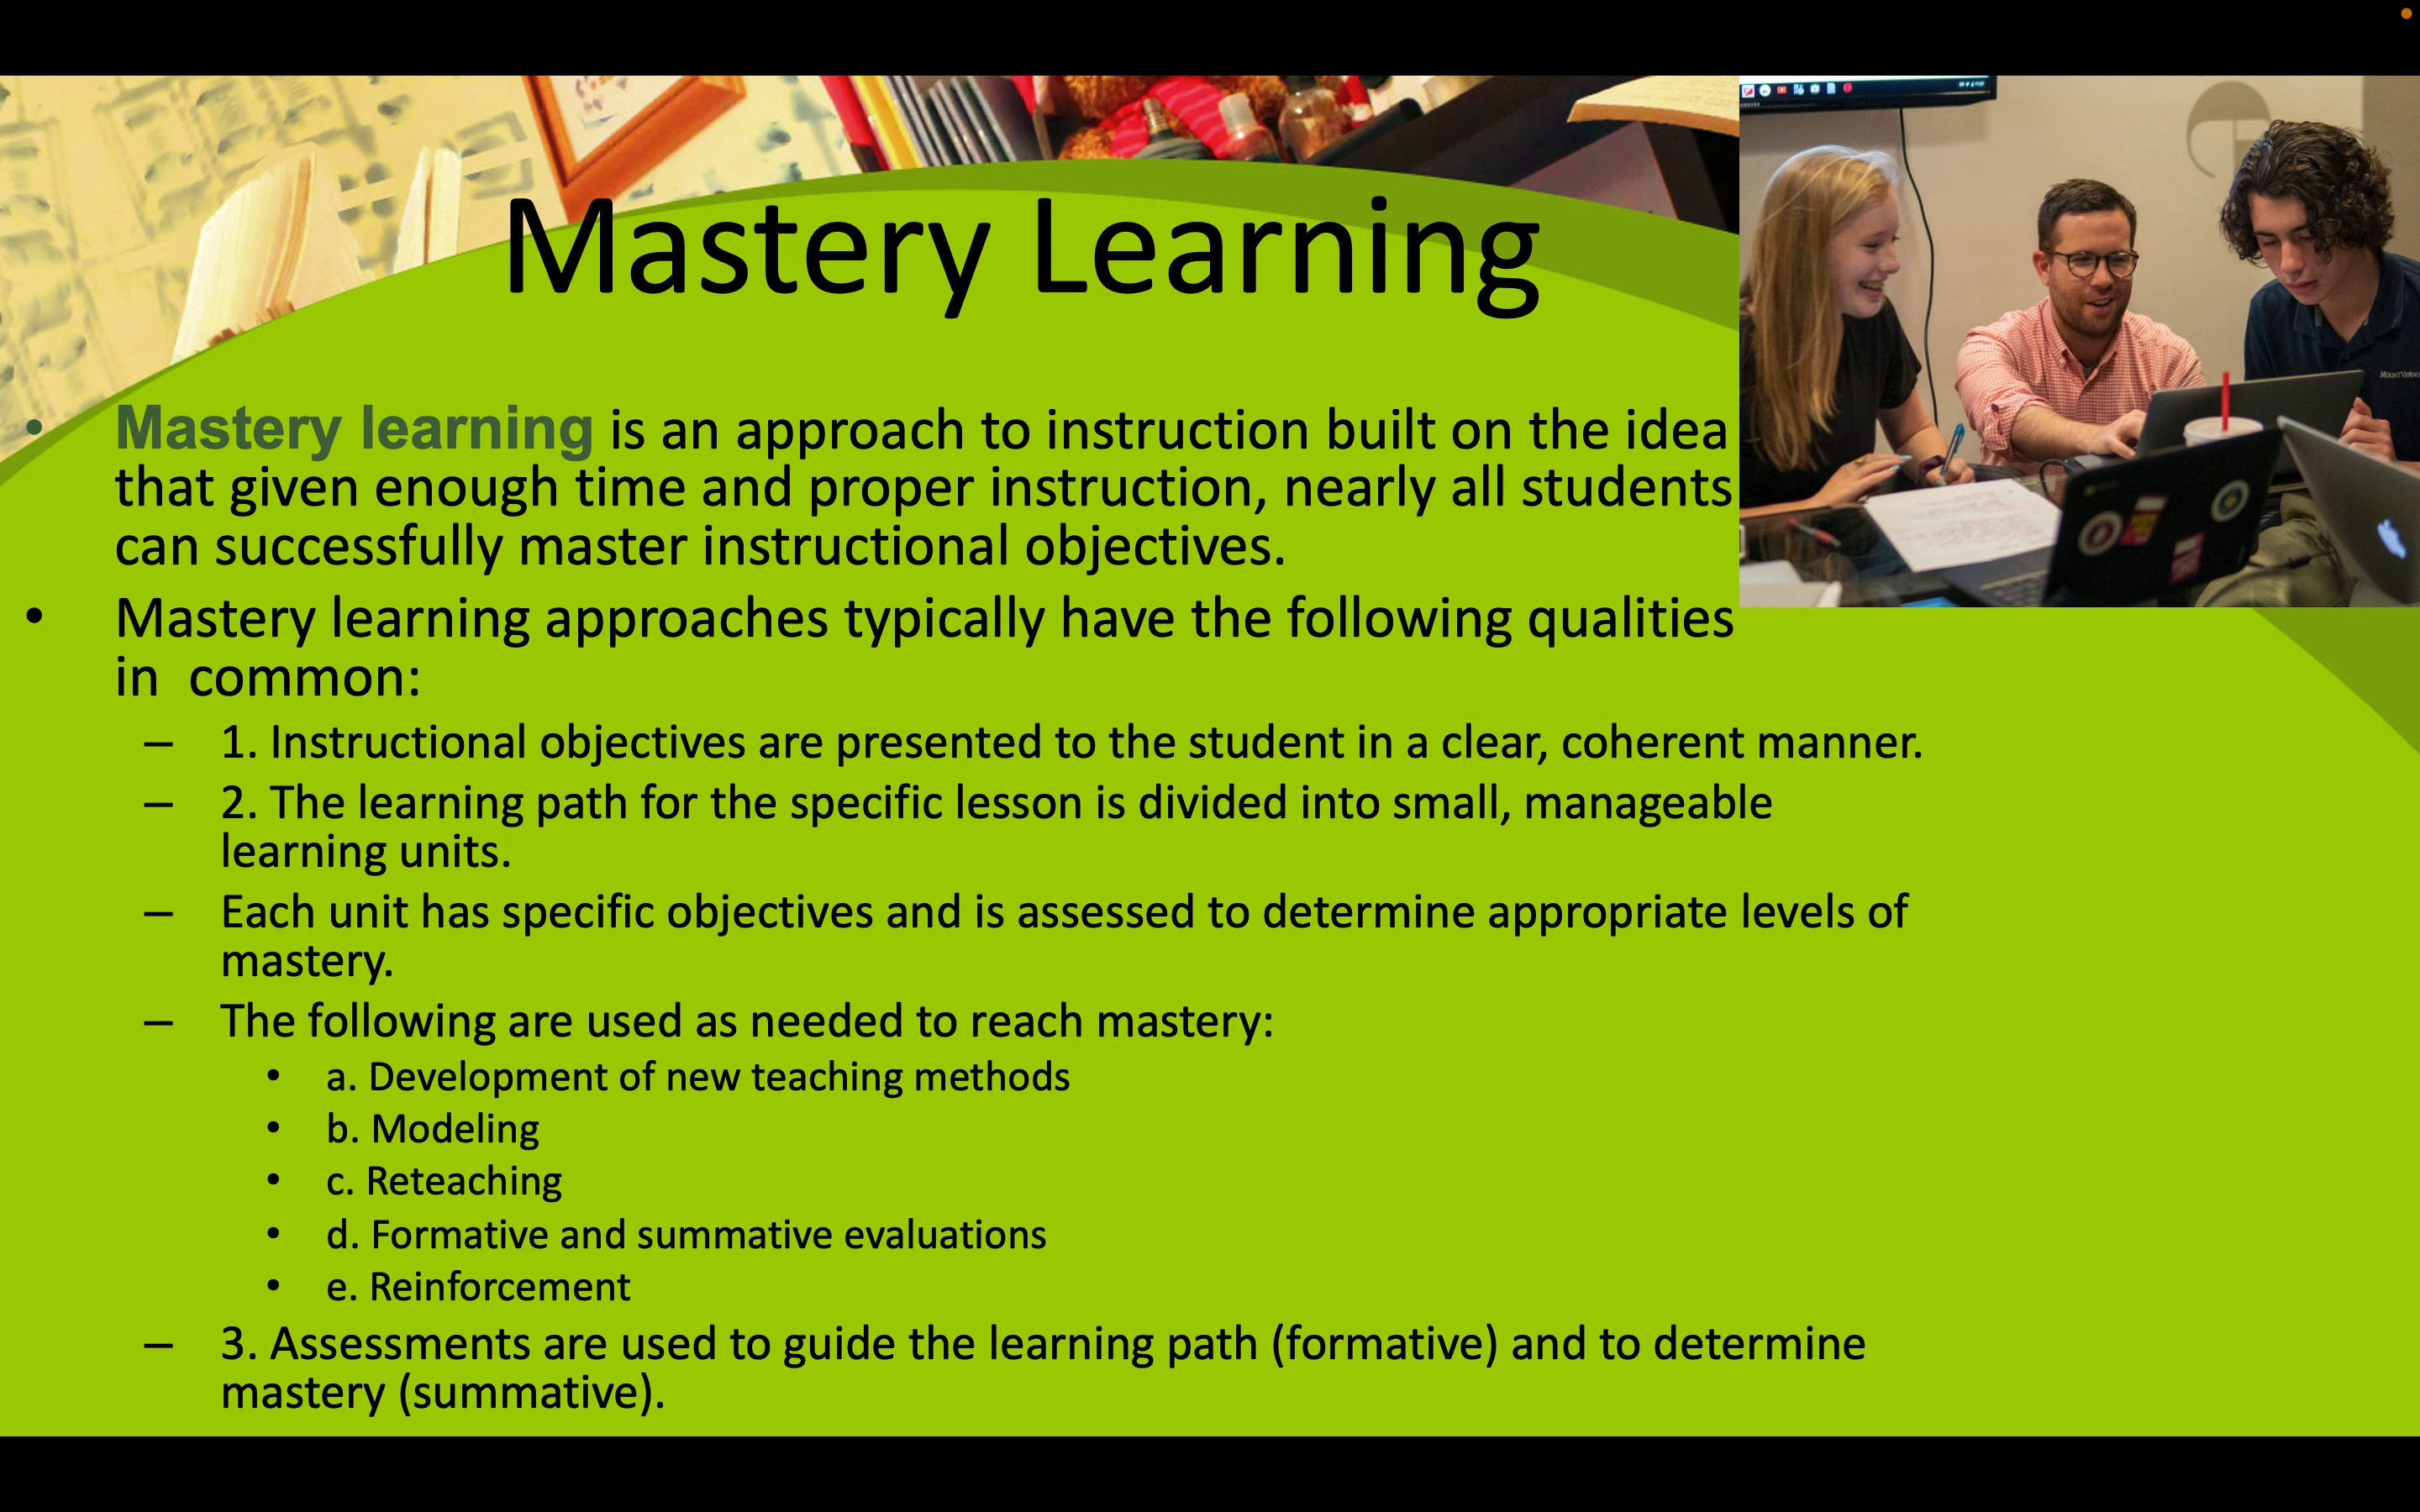 Mastery Learning
• Mastery learning is an approach to instruction built on the idea
that given enough time and proper instruction, nearly all students
can successfully master instructional objectives.
• Mastery learning approaches typically have the following qualities
in  common:
– 1. Instructional objectives are presented to the student in a clear, coherent manner.
– 2. The learning path for the specific lesson is divided into small, manageable
learning units.
– Each unit has specific objectives and is assessed to determine appropriate levels of
mastery.
– The following are used as needed to reach mastery:
• a. Development of new teaching methods
• b. Modeling
• c. Reteaching
• d. Formative and summative evaluations
• e. Reinforcement
– 3. Assessments are used to guide the learning path (formative) and to determine
mastery (summative).